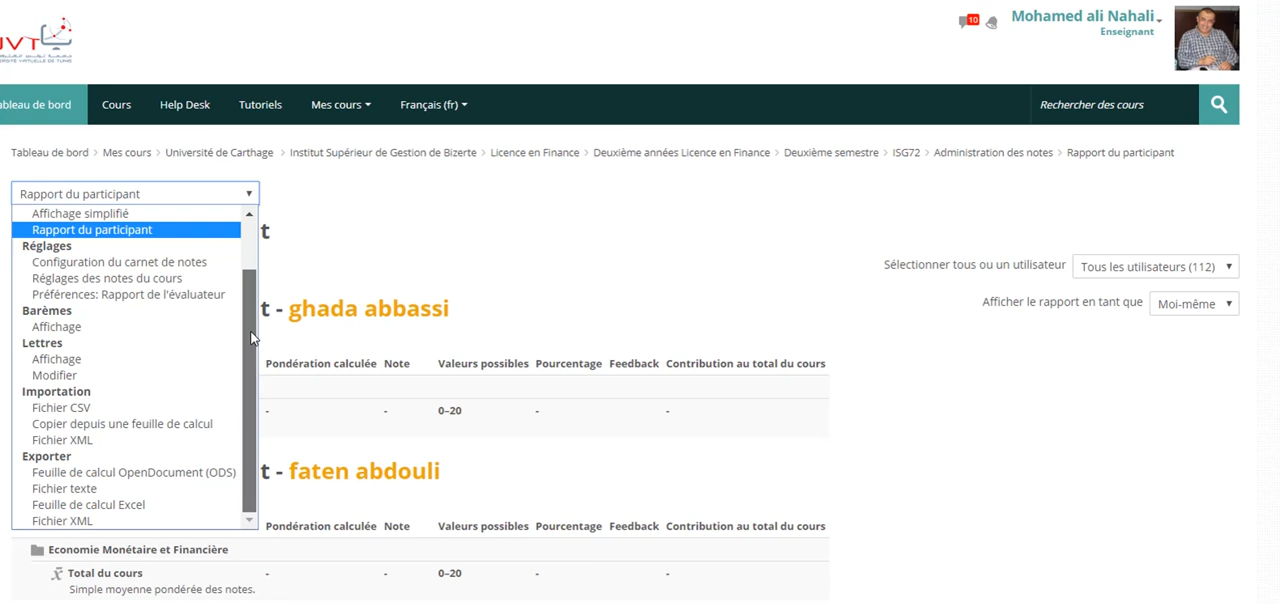 10
Mohamed ali Nahali
Enseignant
UVT
ableau de bord
Cours
Help Desk
Tutoriels
Mes cours
Français (fr)
Rechercher des cours
Tableau de bord > Mes cours > Université de Carthage > Institut Supérieur de Gestion de Bizerte > Licence en Finance > Deuxième années Licence en Finance > Deuxième semestre > ISG72 > Administration des notes > Rapport du participant
Rapport du participant
Affichage simplifié
Rapport du participant
Réglages
Configuration du carnet de notes
Réglages des notes du cours
Préférences: Rapport de l'évaluateur
Barèmes
Affichage
Lettres
Affichage
Modifier
Importation
Fichier CSV
Copier depuis une feuille de calcul
Fichier XML
Exporter
Feuille de calcul OpenDocument (ODS)
Fichier texte
Feuille de calcul Excel
Fichier XML
t
Sélectionner tous ou un utilisateur
Tous les utilisateurs (112)
Afficher le rapport en tant que
Moi-même
t - ghada abbassi
Pondération calculée Note Valeurs possibles Pourcentage Feedback Contribution au total du cours
- - 0–20 - -
t - faten abdouli
Pondération calculée Note Valeurs possibles Pourcentage Feedback Contribution au total du cours
Economie Monétaire et Financière
Total du cours - - 0–20 - -
Simple moyenne pondérée des notes.